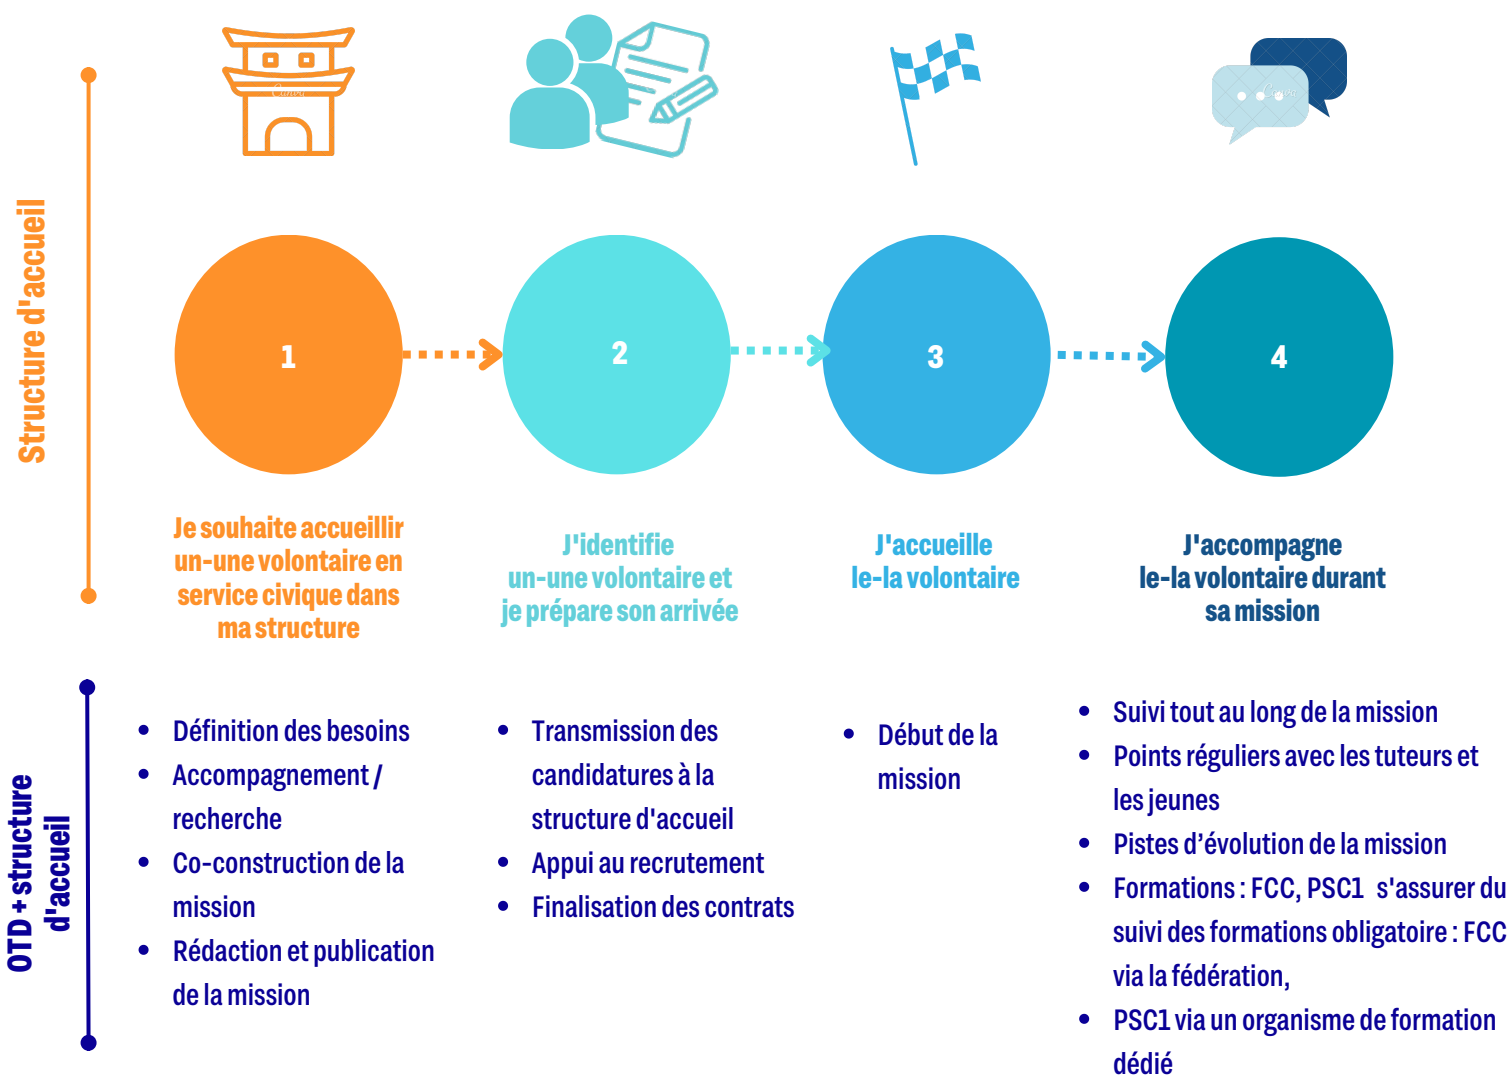 Canva
Canva
Structure d'accueil
1
2
3
4
Je souhaite accueillir
un-une volontaire en
service civique dans
ma structure
J'identifie
un-une volontaire et
je prépare son arrivée
J'accueille
le-la volontaire
J'accompagne
le-la volontaire durant
sa mission
OTD + structure
d'accueil
• Définition des besoins
• Accompagnement /
recherche
• Co-construction de la
mission
• Rédaction et publication
de la mission
• Transmission des
candidatures à la
structure d'accueil
• Appui au recrutement
• Finalisation des contrats
• Début de la
mission
• Suivi tout au long de la mission
• Points réguliers avec les tuteurs et
les jeunes
• Pistes d’évolution de la mission
• Formations : FCC, PSC1 s'assurer du
suivi des formations obligatoire : FCC
via la fédération,
• PSC1 via un organisme de formation
dédié